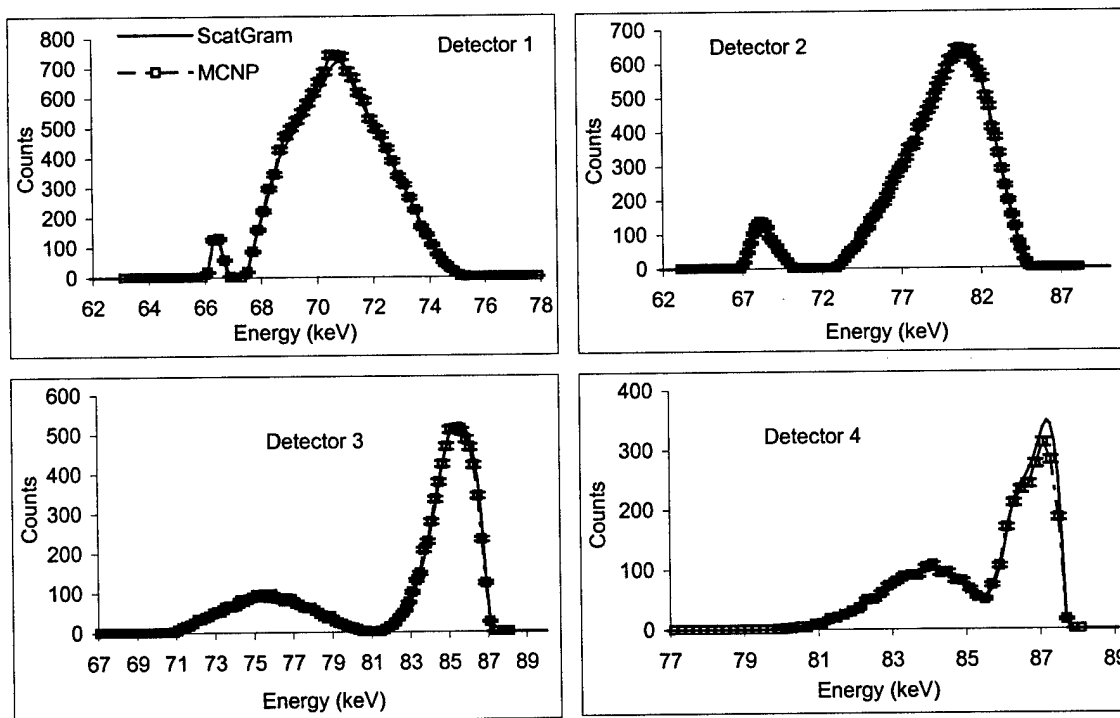 ScatGram
MCNP
Detector 1
Counts
800
700
600
500
400
300
200
100
0
62 64 66 68 70 72 74 76 78
Energy (keV)
Detector 2
Counts
700
600
500
400
300
200
100
0
62 67 72 77 82 87
Energy (keV)
Detector 3
Counts
600
500
400
300
200
100
0
67 69 71 73 75 77 79 81 83 85 87 89
Energy (keV)
Detector 4
Counts
400
300
200
100
0
77 79 81 83 85 87 89
Energy (keV)